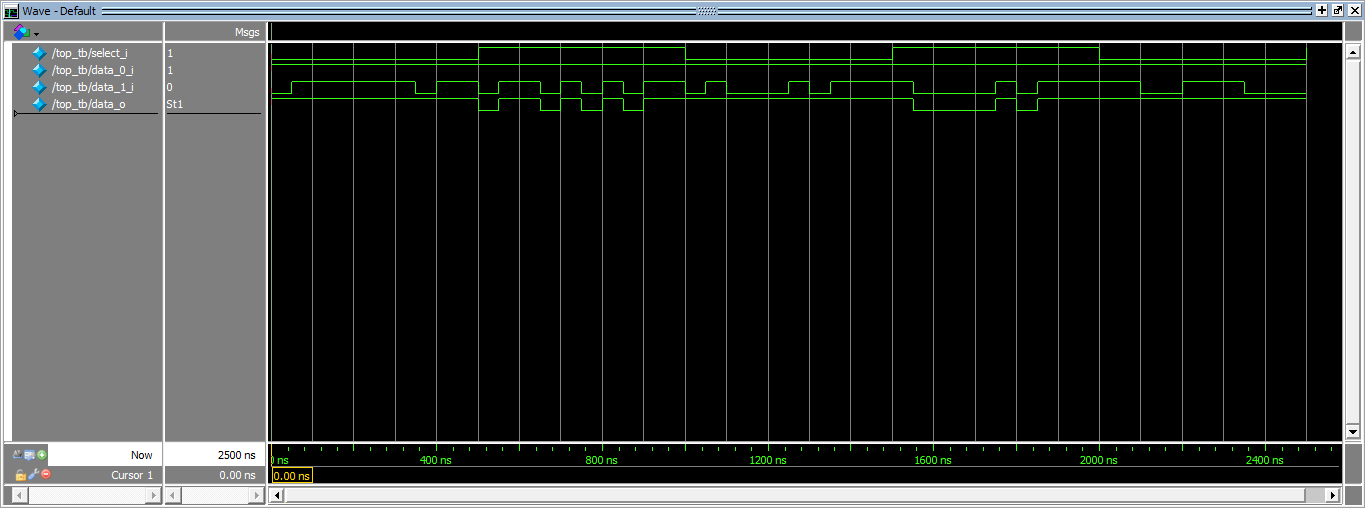 Wave - Default
Msgs
/top_tb/select_i 1
/top_tb/data_0_i 1
/top_tb/data_1_i 0
/top_tb/data_o St1
Now 2500 ns
Cursor 1 0.00 ns
ns 400 ns 800 ns 1200 ns 1600 ns 2000 ns 2400 ns
0.00 ns